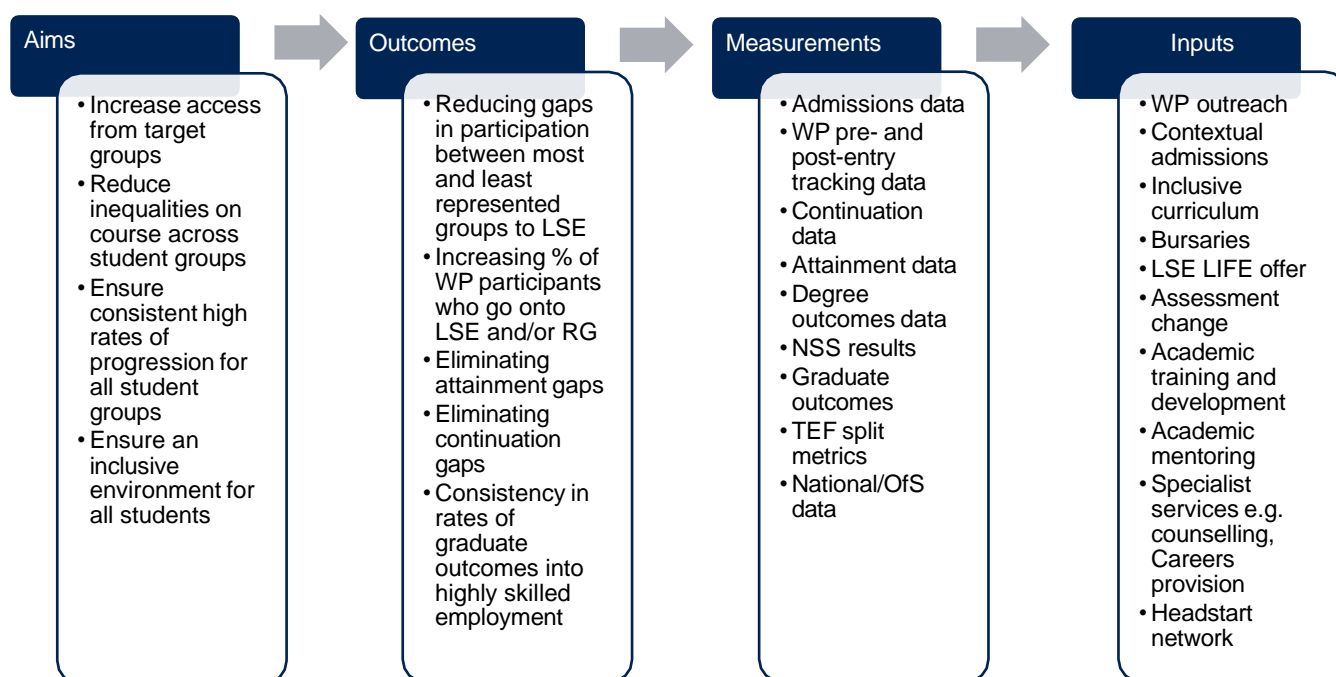 Aims
• Increase access
from target
groups
• Reduce
inequalities on
course across
student groups
• Ensure
consistent high
rates of
progression for
all student
groups
• Ensure an
inclusive
environment for
all students
Outcomes
• Reducing gaps
in participation
between most
and least
represented
groups to LSE
• Increasing % of
WP participants
who go onto
LSE and/or RG
• Eliminating
attainment gaps
• Eliminating
continuation
gaps
• Consistency in
rates of
graduate
outcomes into
highly skilled
employment
Measurements
• Admissions data
• WP pre- and
post-entry
tracking data
• Continuation
data
• Attainment data
• Degree
outcomes data
• NSS results
• Graduate
outcomes
• TEF split
metrics
• National/OfS
data
Inputs
• WP outreach
• Contextual
admissions
• Inclusive
curriculum
• Bursaries
• LSE LIFE offer
• Assessment
change
• Academic
training and
development
• Academic
mentoring
• Specialist
services e.g.
counselling,
Careers
provision
• Headstart
network